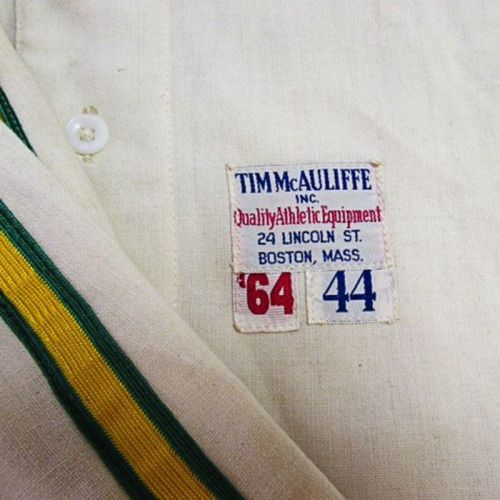 TIM McAULIFFE
INC.
Quality Athletic Equipment
24 LINCOLN ST.
BOSTON, MASS.
'64 44